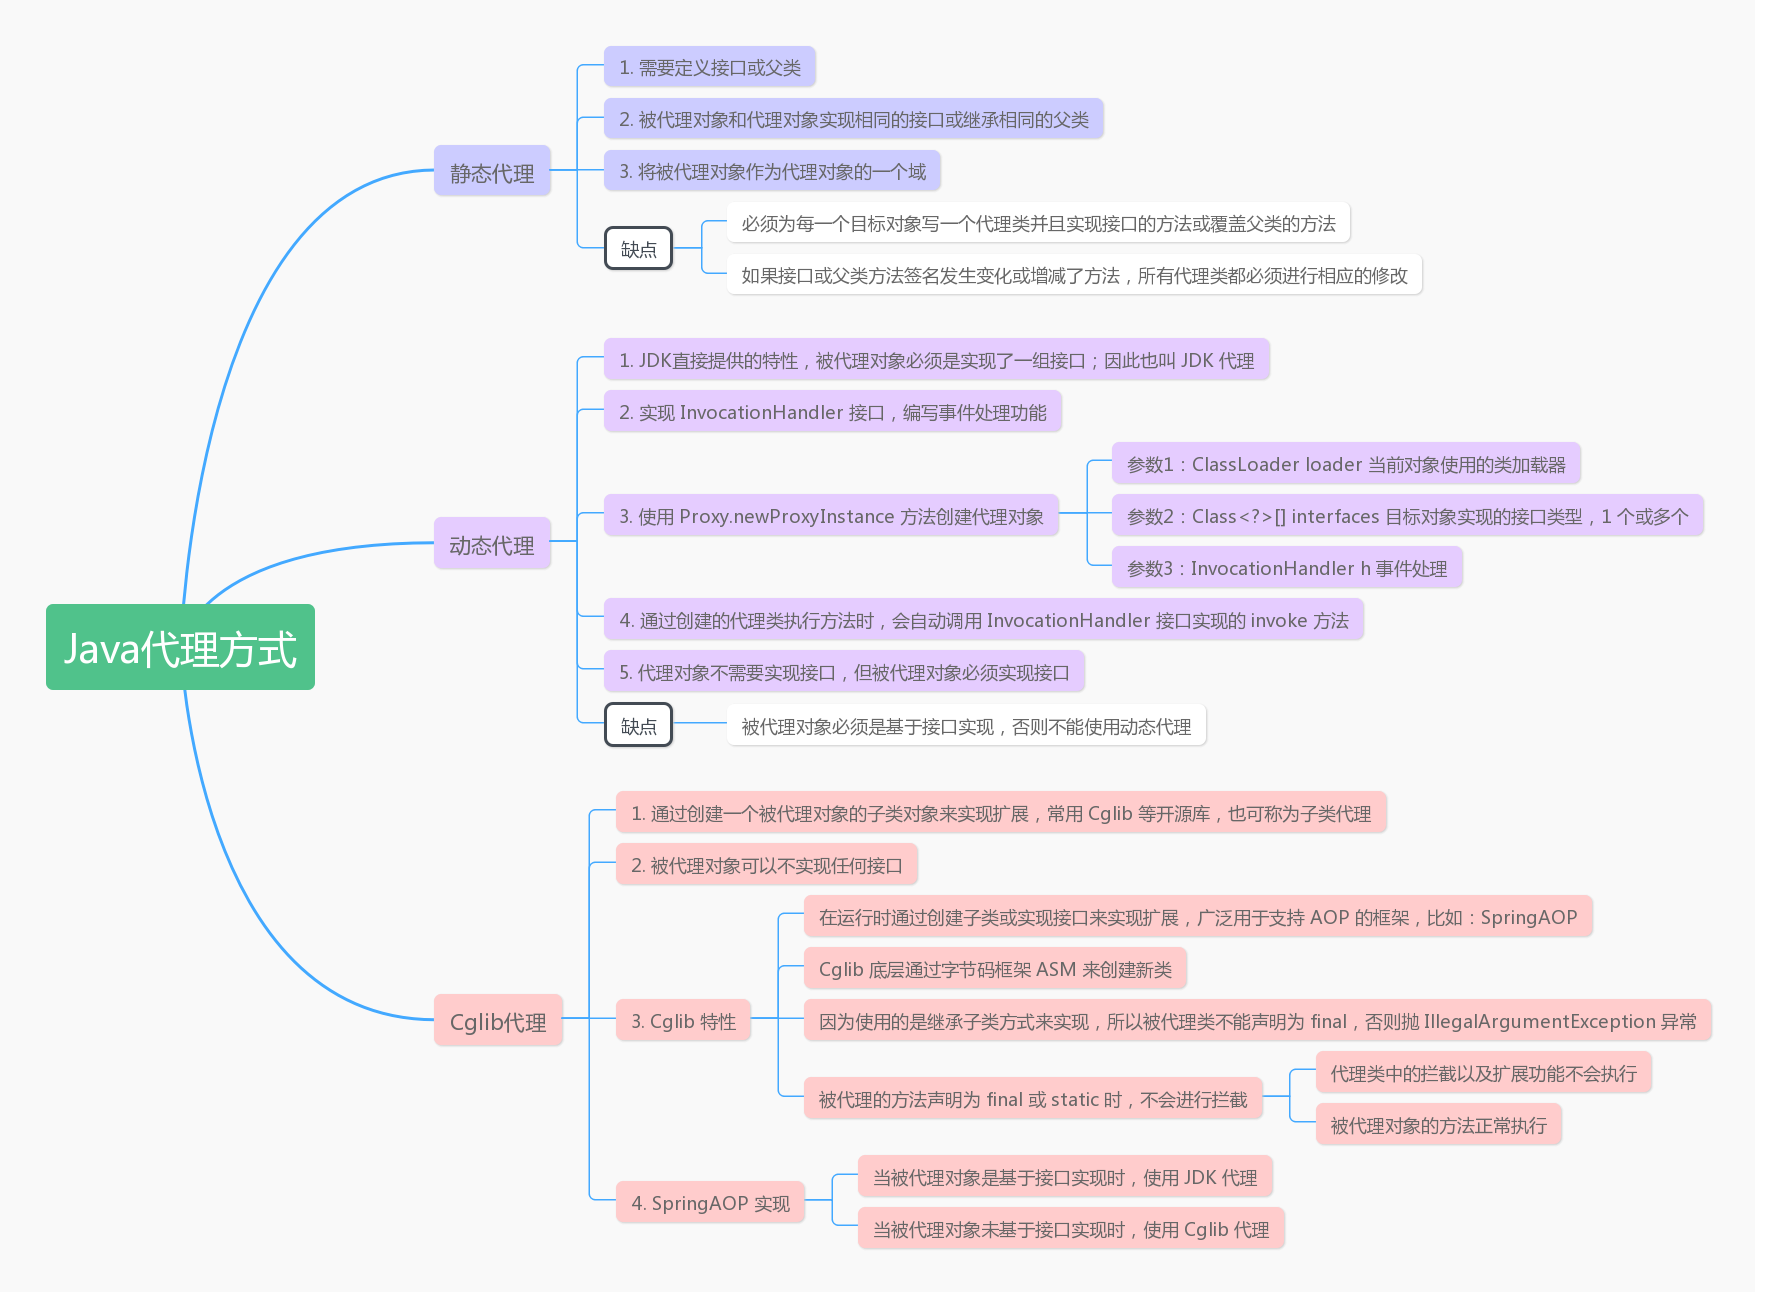 Java代理方式
静态代理
1. 需要定义接口或父类
2. 被代理对象和代理对象实现相同的接口或继承相同的父类
3. 将被代理对象作为代理对象的一个域
缺点
必须为每一个目标对象写一个代理类并且实现接口的方法或覆盖父类的方法
如果接口或父类方法签名发生变化或增减了方法，所有代理类都必须进行相应的修改
动态代理
1. JDK直接提供的特性，被代理对象必须是实现了一组接口；因此也叫 JDK 代理
2. 实现 InvocationHandler 接口，编写事件处理功能
3. 使用 Proxy.newProxyInstance 方法创建代理对象
参数1：ClassLoader loader 当前对象使用的类加载器
参数2：Class<?>[] interfaces 目标对象实现的接口类型，1 个或多个
参数3：InvocationHandler h 事件处理
4. 通过创建的代理类执行方法时，会自动调用 InvocationHandler 接口实现的 invoke 方法
5. 代理对象不需要实现接口，但被代理对象必须实现接口
缺点
被代理对象必须是基于接口实现，否则不能使用动态代理
Cglib代理
1. 通过创建一个被代理对象的子类对象来实现扩展，常用 Cglib 等开源库，也可称为子类代理
2. 被代理对象可以不实现任何接口
3. Cglib 特性
在运行时通过创建子类或实现接口来实现扩展，广泛用于支持 AOP 的框架，比如：SpringAOP
Cglib 底层通过字节码框架 ASM 来创建新类
因为使用的是继承子类方式来实现，所以被代理类不能声明为 final，否则抛 IllegalArgumentException 异常
被代理的方法声明为 final 或 static 时，不会进行拦截
代理类中的拦截以及扩展功能不会执行
被代理对象的方法正常执行
4. SpringAOP 实现
当被代理对象是基于接口实现时，使用 JDK 代理
当被代理对象未基于接口实现时，使用 Cglib 代理